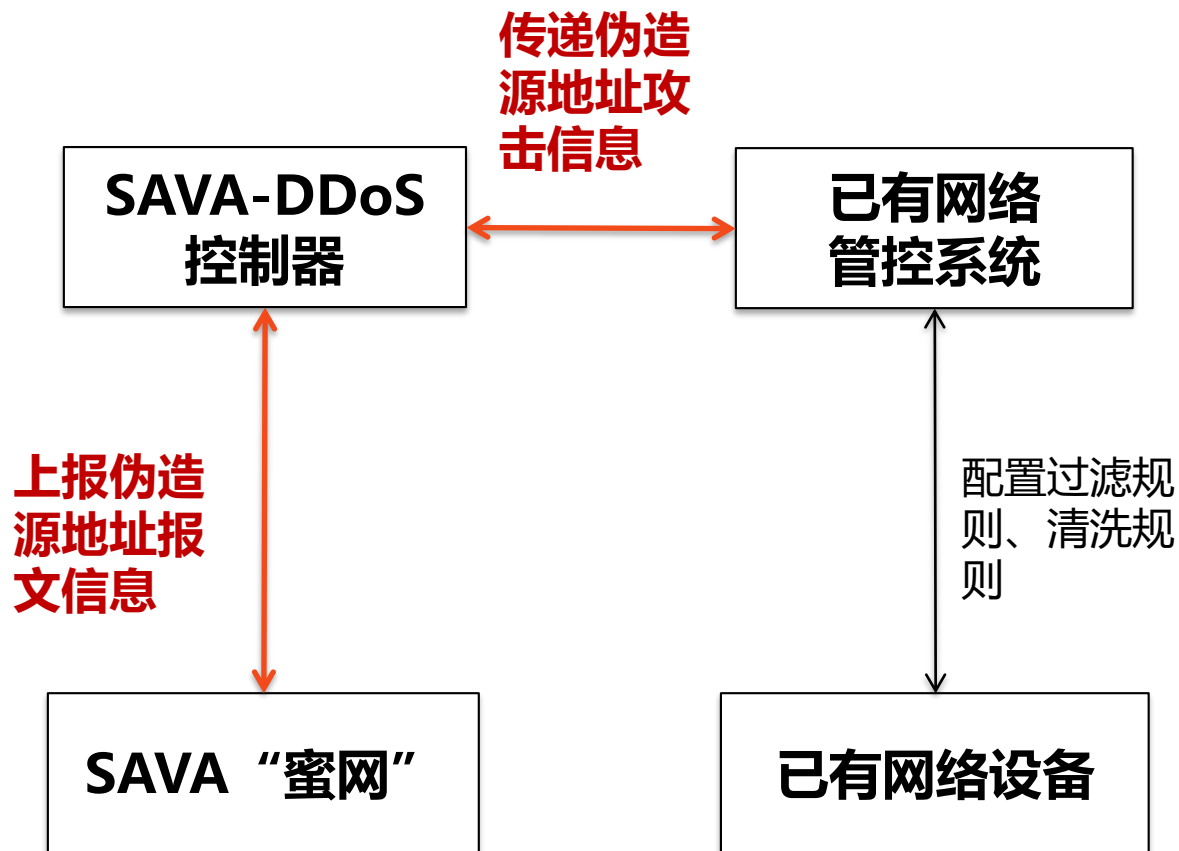 传递伪造
源地址攻
击信息
SAVA-DDoS
控制器
已有网络
管控系统
上报伪造
源地址报
文信息
配置过滤规
则、清洗规
则
SAVA “蜜网”
已有网络设备